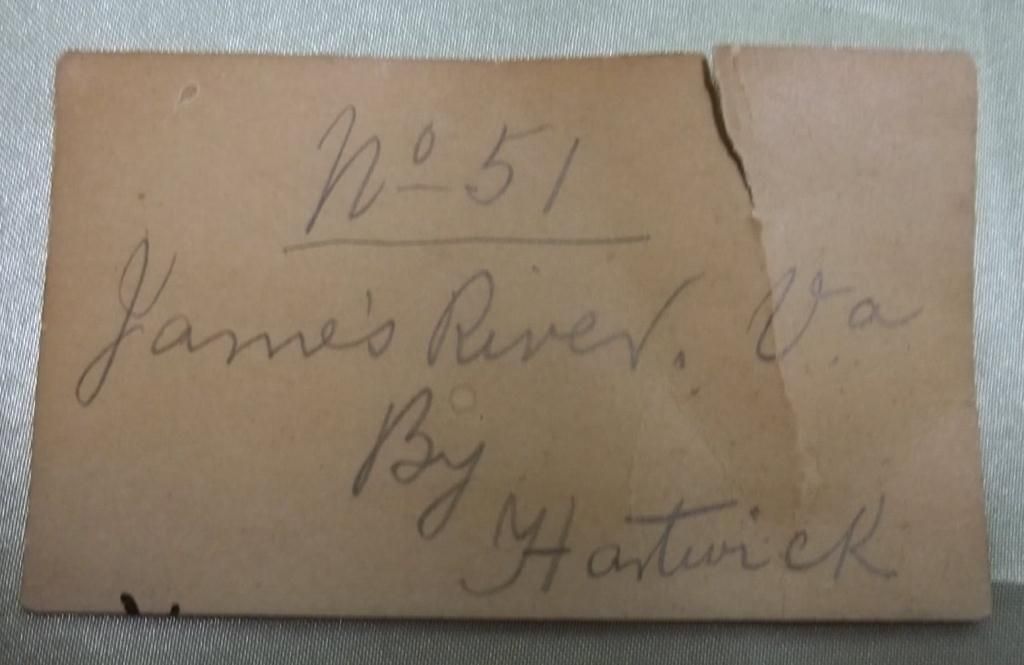 No 51
James River. Va
By
Hartwick